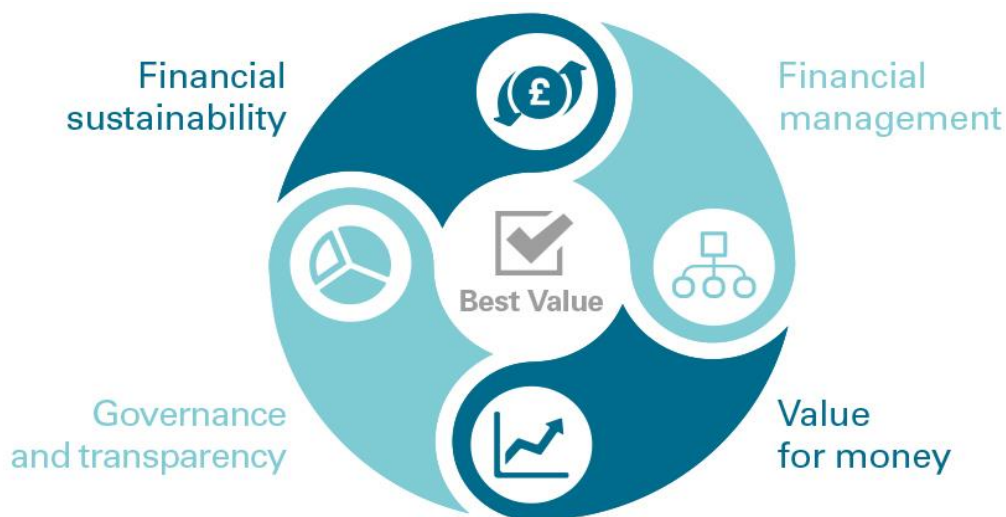 Financial
sustainability
Financial
management
£
Best Value
Governance
and transparency
Value
for money